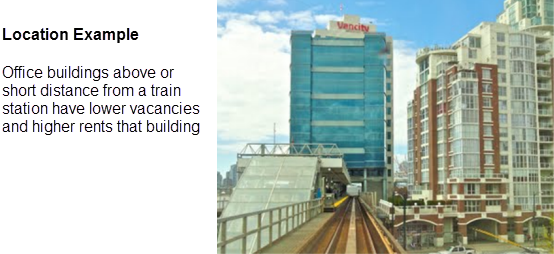 Location Example
Office buildings above or
short distance from a train
station have lower vacancies
and higher rents that building
Vancity